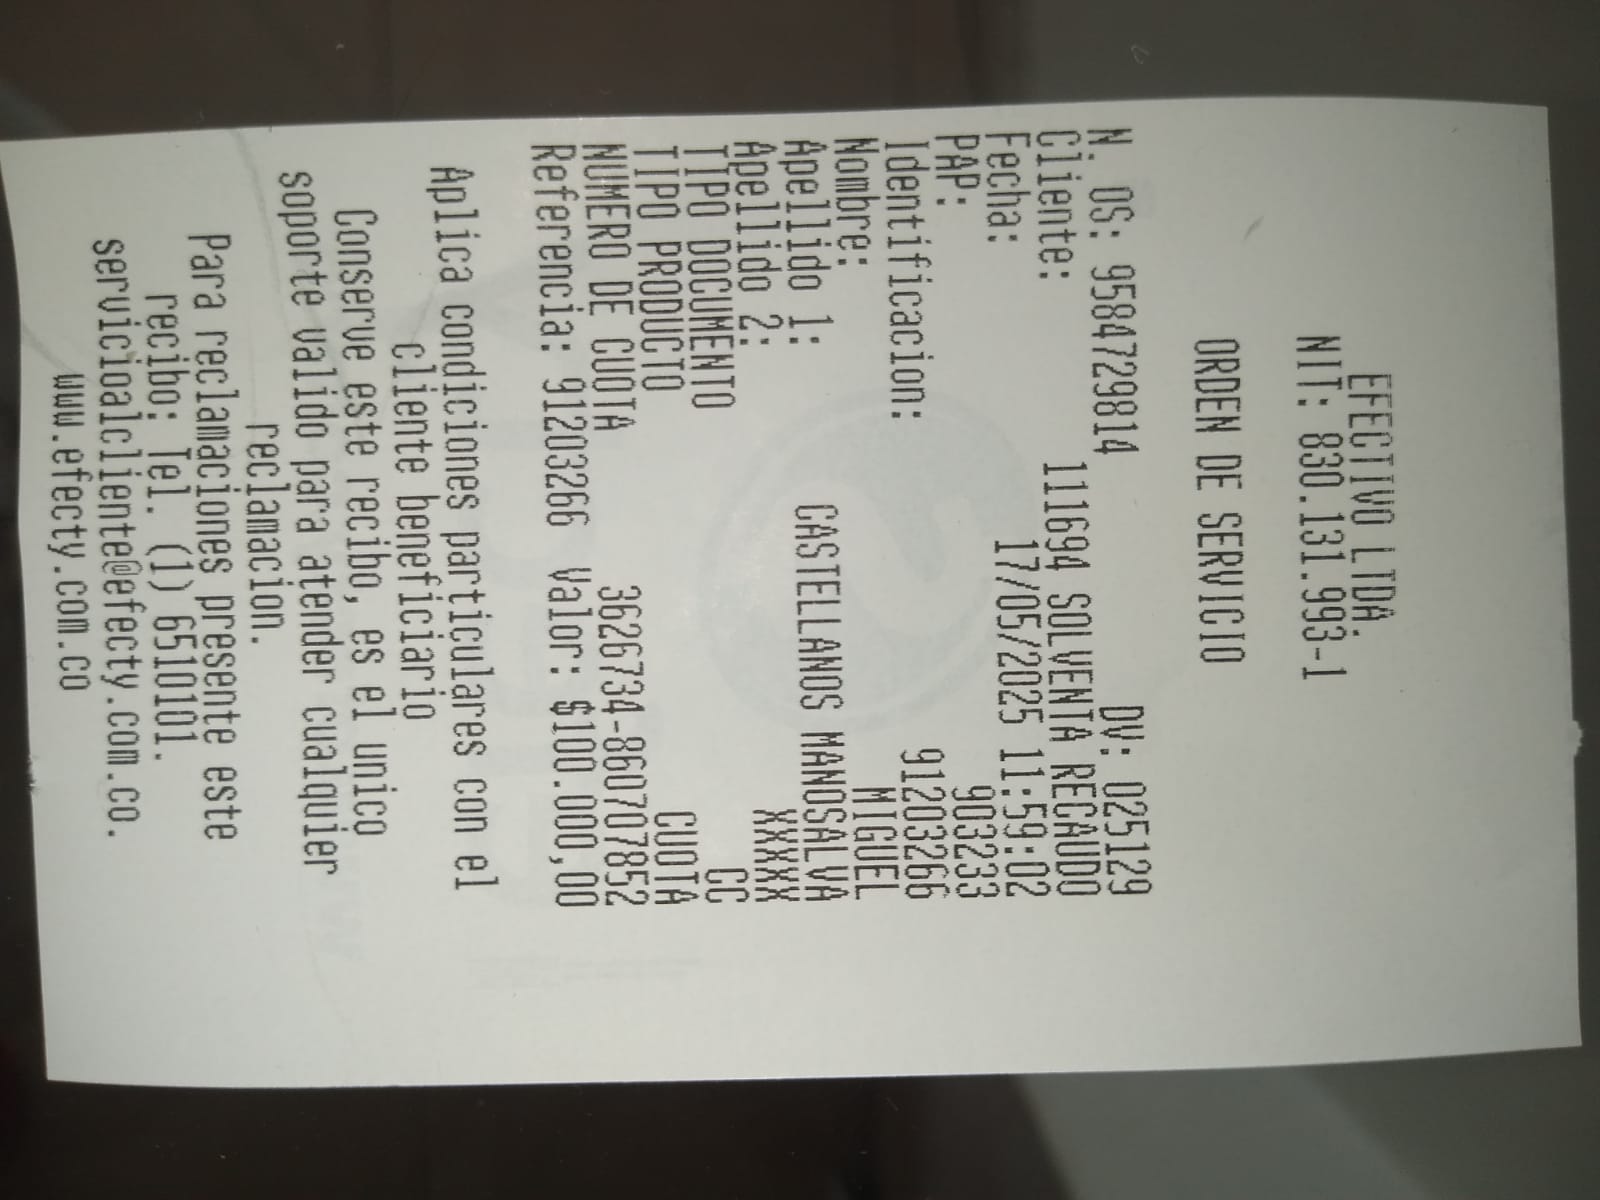 EFECTIVO LTDA.
NIT: 830.131.993-1
ORDEN DE SERVICIO
N. OS: 9584729814 DV: 025129
Cliente: 111694 SOLVENTA RECAUDO
Fecha: 17/05/2025 11:59:02
PAP: 903233
Identificacion: 91203266
Nombre: MIGUEL
Apellido 1: CASTELLANOS MANOSALVA
Apellido 2: XXXXX
TIPO DOCUMENTO CC
TIPO PRODUCTO CUOTA
NUMERO DE CUOTA 3626734-860707852
Referencia: 91203266 Valor: $100.000,00
Aplica condiciones particulares con el
cliente beneficiario
Conserve este recibo, es el unico
soporte valido para atender cualquier
reclamacion.
Para reclamaciones presente este
recibo: Tel. (1) 6510101.
servicioalcliente@efecty.com.co.
www.efecty.com.co